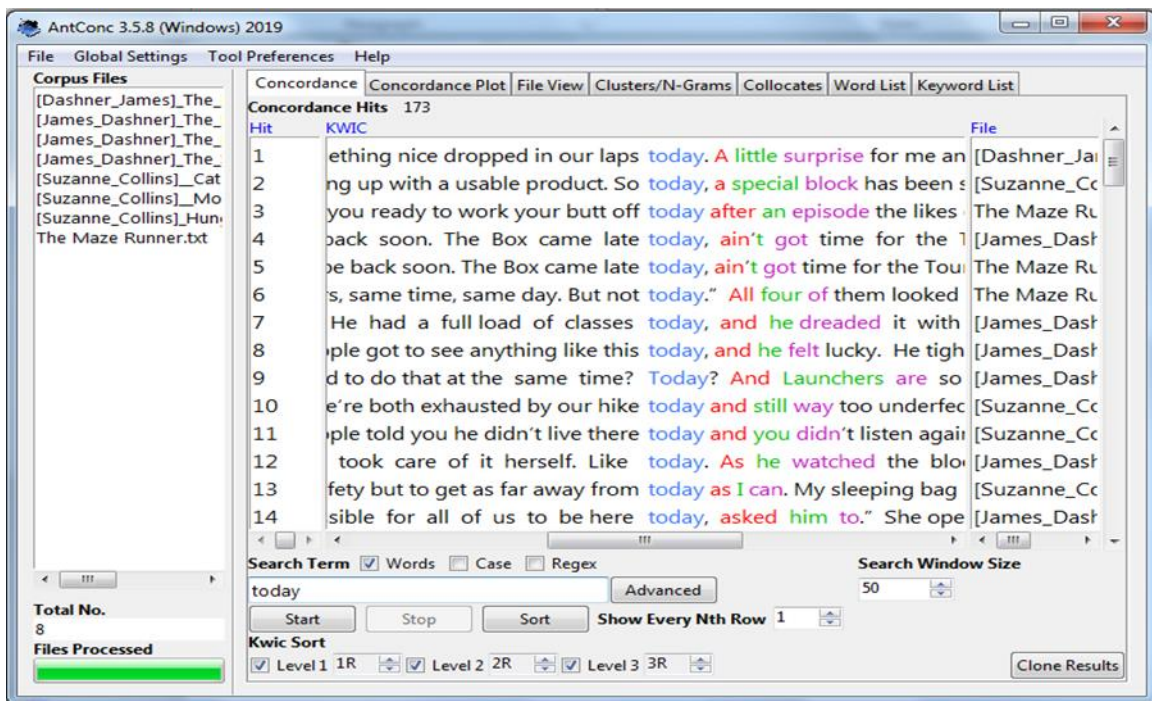 AntConc 3.5.8 (Windows) 2019
File Global Settings Tool Preferences Help
Corpus Files
[Dashner_James]_The_
[James_Dashner]_The_
[James_Dashner]_The_
[James_Dashner]_The_
[Suzanne_Collins]__Cat
[Suzanne_Collins]__Mo
[Suzanne_Collins]_Hun
The Maze Runner.txt
Total No.
8
Files Processed
Concordance Concordance Plot File View Clusters/N-Grams Collocates Word List Keyword List
Concordance Hits 173
Hit KWIC File
1 ething nice dropped in our laps today. A little surprise for me an [Dashner_Jar
2 ng up with a usable product. So today, a special block has been s [Suzanne_Cc
3 you ready to work your butt off today after an episode the likes The Maze Ru
4 back soon. The Box came late today, ain't got time for the T [James_Dash
5 be back soon. The Box came late today, ain't got time for the Tour The Maze Ru
6 s, same time, same day. But not today.” All four of them looked The Maze Ru
7 He had a full load of classes today, and he dreaded it with [James_Dash
8 ple got to see anything like this today, and he felt lucky. He tigh [James_Dash
9 d to do that at the same time? Today? And Launchers are so [James_Dash
10 e're both exhausted by our hike today and still way too underfec [Suzanne_Cc
11 ple told you he didn't live there today and you didn't listen agair [Suzanne_Cc
12 took care of it herself. Like today. As he watched the blo [James_Dash
13 fety but to get as far away from today as I can. My sleeping bag [Suzanne_Cc
14 sible for all of us to be here today, asked him to.” She ope [James_Dash
Search Term Words Case Regex Search Window Size
today Advanced 50
Start Stop Sort Show Every Nth Row 1
Kwic Sort
Level 1 1R Level 2 2R Level 3 3R Clone Results